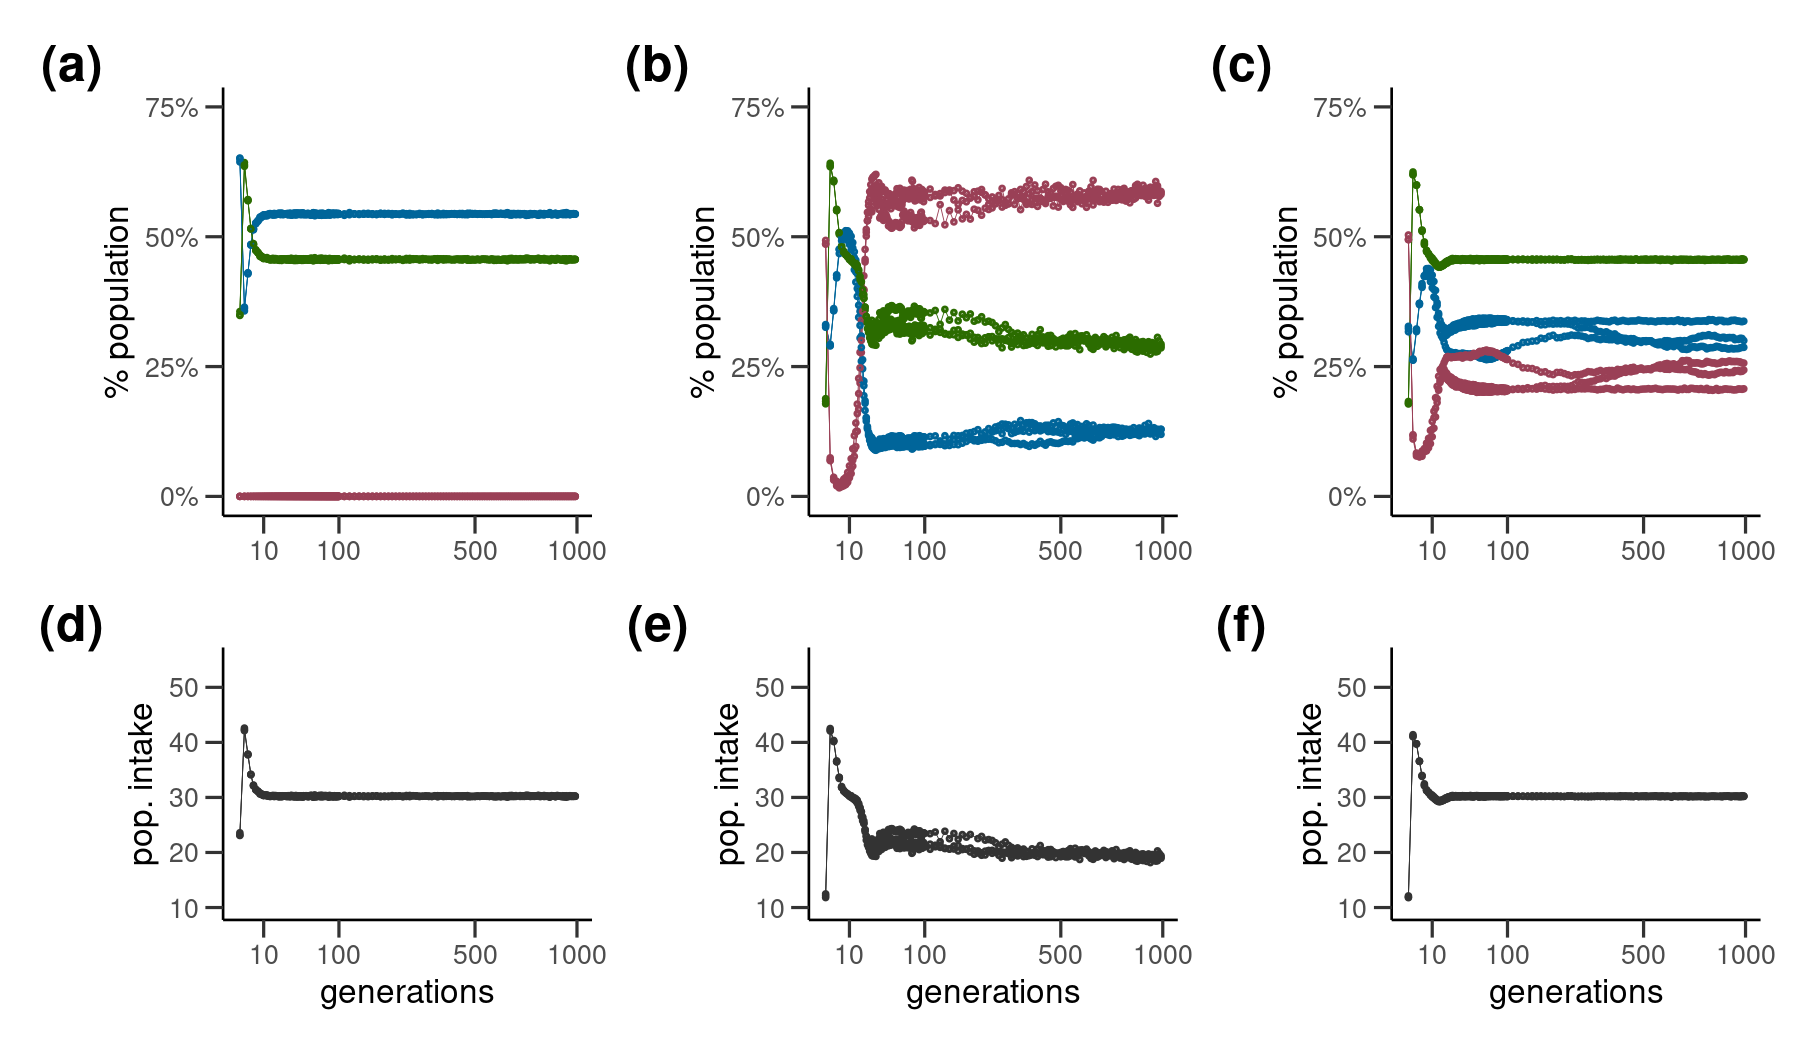 (a) (b) (c)
75% 75% 75%
50% 50% 50%
25% 25% 25%
0% 0% 0%
% population % population % population
10 100 500 1000 10 100 500 1000 10 100 500 1000
(d) (e) (f)
50 50 50
40 40 40
30 30 30
20 20 20
10 10 10
pop. intake pop. intake pop. intake
10 100 500 1000 10 100 500 1000 10 100 500 1000
generations generations generations